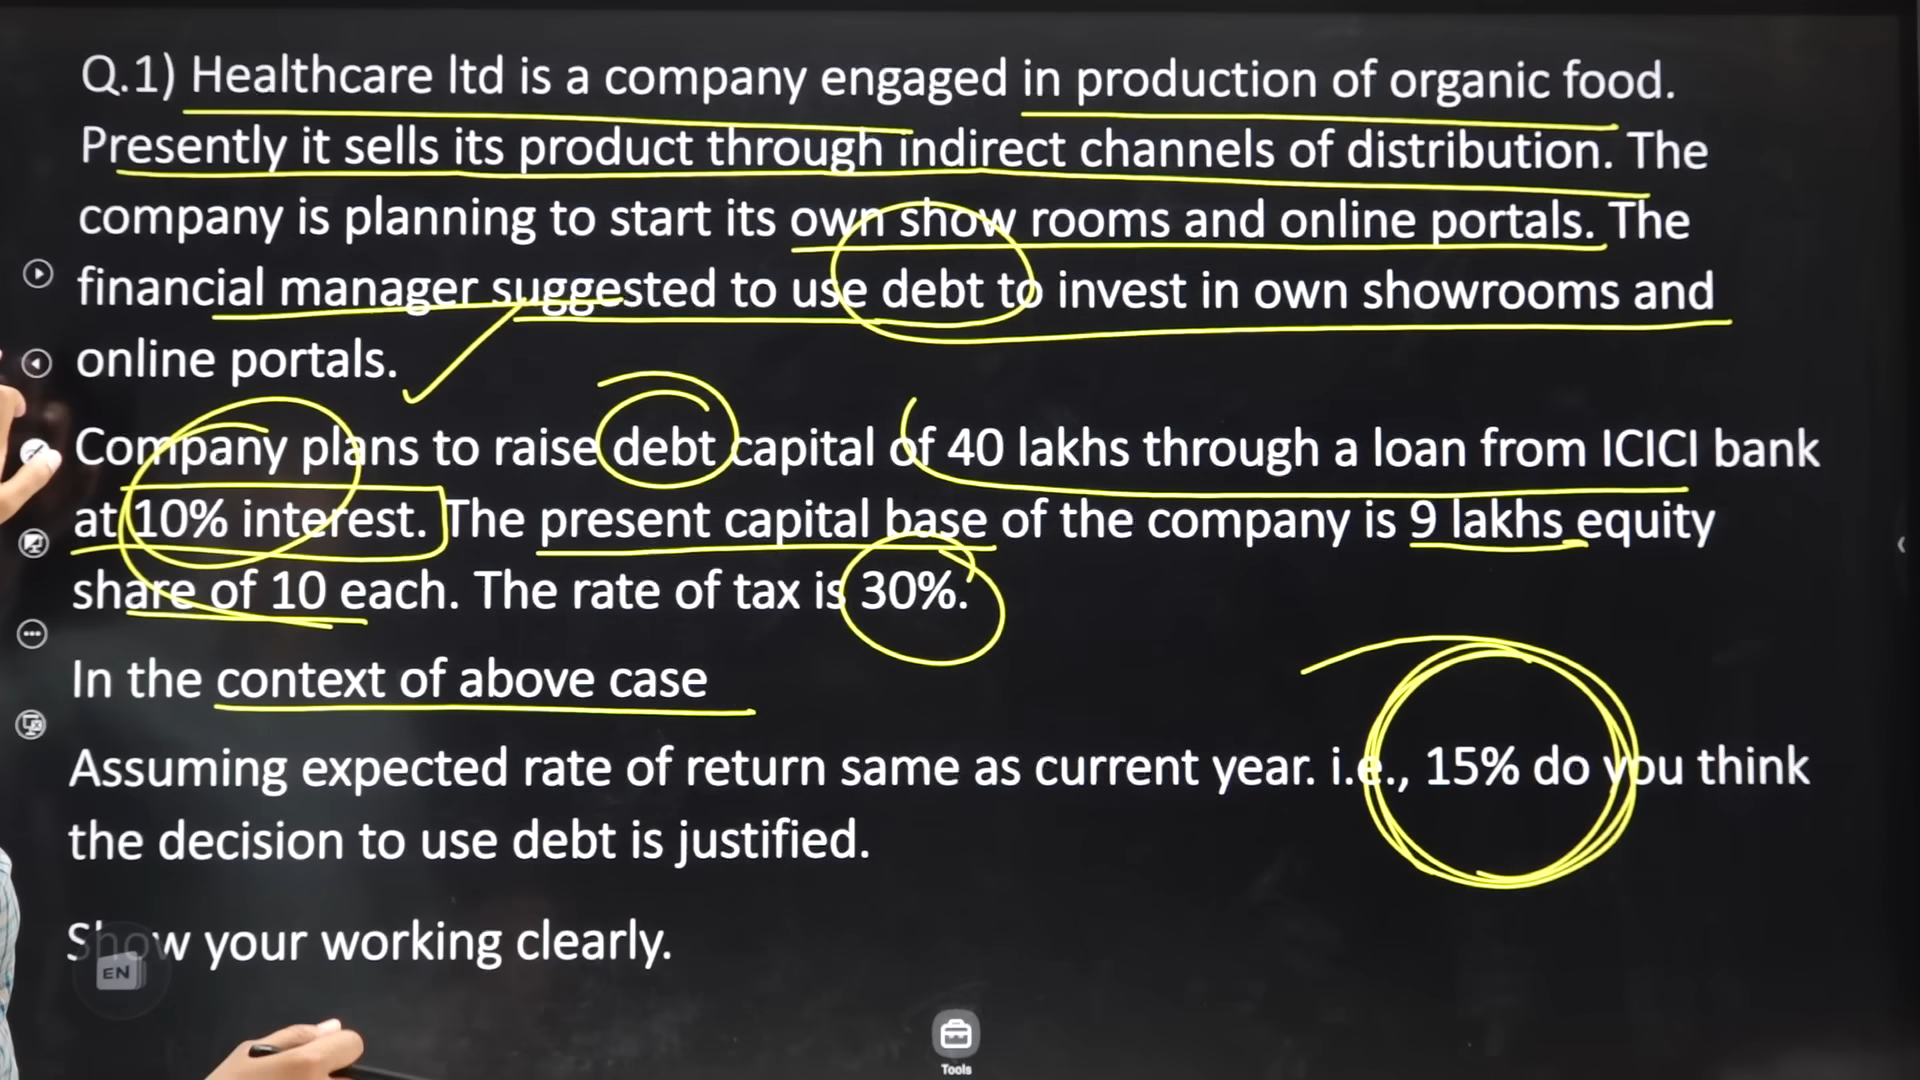 Q.1) Healthcare ltd is a company engaged in production of organic food.
Presently it sells its product through indirect channels of distribution. The
company is planning to start its own show rooms and online portals. The
financial manager suggested to use debt to invest in own showrooms and
online portals.
Company plans to raise debt capital of 40 lakhs through a loan from ICICI bank
at 10% interest. The present capital base of the company is 9 lakhs equity
share of 10 each. The rate of tax is 30%.
In the context of above case
Assuming expected rate of return same as current year. i.e., 15% do you think
the decision to use debt is justified.
Show your working clearly.
EN
Tools